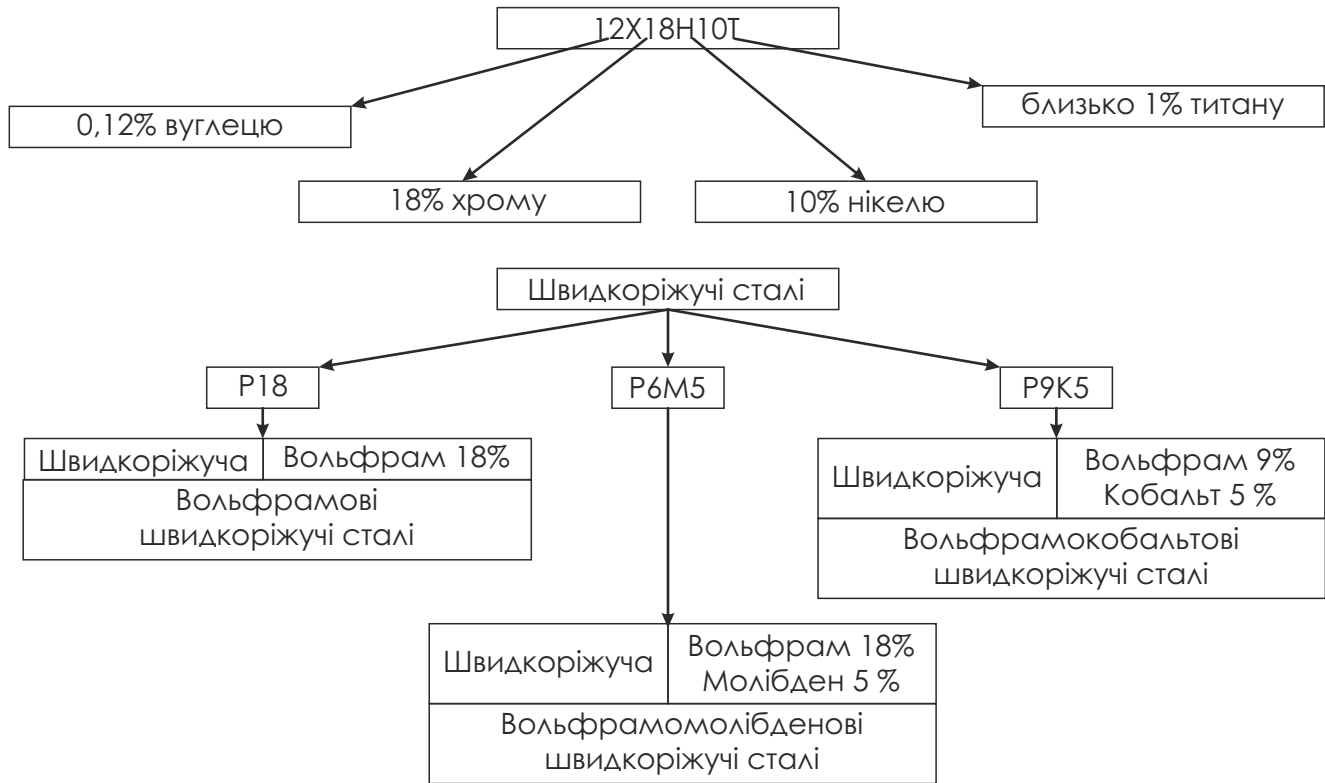 12Х18Н10Т
0,12% вуглецю
близько 1% титану
18% хрому
10% нікелю
Швидкоріжучі сталі
Р18
Р6М5
Р9К5
Швидкоріжуча
Вольфрам 18%
Вольфрамові
швидкоріжучі сталі
Швидкоріжуча
Вольфрам 9%
Кобальт 5 %
Вольфрамокобальтові
швидкоріжучі сталі
Швидкоріжуча
Вольфрам 18%
Молібден 5 %
Вольфрамомолібденові
швидкоріжучі сталі